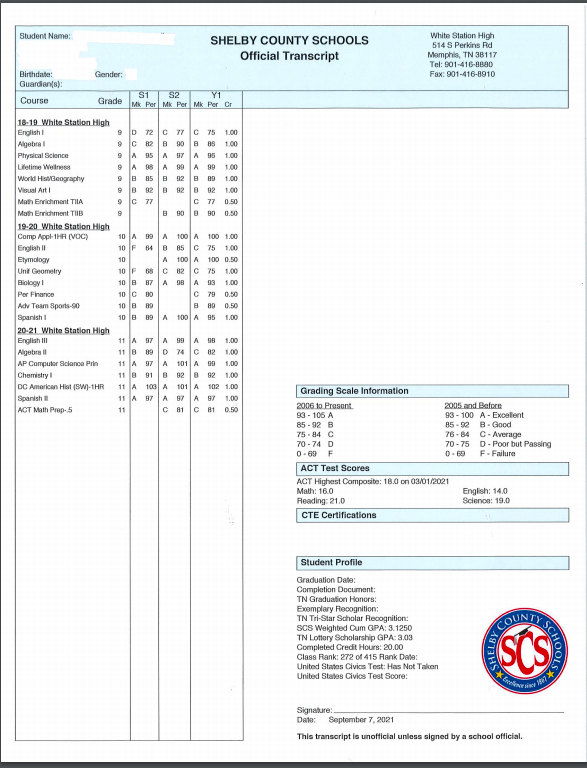 Student Name:
SHELBY COUNTY SCHOOLS
Official Transcript
White Station High
514 S Perkins Rd
Memphis, TN 38117
Tel: 901-416-8880
Fax: 901-416-8910
Birthdate: Gender:
Guardian(s):
Course Grade S1 S2 Y1
Mk Per Mk Per Mk Per Cr
18-19 White Station High
English I 9 D 72 C 77 C 75 1.00
Algebra I 9 C 82 B 90 B 86 1.00
Physical Science 9 A 95 A 97 A 96 1.00
Lifetime Wellness 9 A 98 A 99 A 99 1.00
World Hist/Geography 9 B 85 B 92 B 89 1.00
Visual Art I 9 B 92 B 92 B 92 1.00
Math Enrichment TIIA 9 C 77 C 77 0.50
Math Enrichment TIIB 9 B 90 B 90 0.50
19-20 White Station High
Comp Appl-1HR (VOC) 10 A 99 A 100 A 100 1.00
English II 10 F 64 B 85 C 75 1.00
Etymology 10 A 100 A 100 0.50
Unif Geometry 10 F 68 C 82 C 75 1.00
Biology I 10 B 87 A 98 A 93 1.00
Per Finance 10 C 80 C 79 0.50
Adv Team Sports-90 10 B 89 B 89 0.50
Spanish I 10 B 89 A 100 A 95 1.00
20-21 White Station High
English III 11 A 97 A 99 A 98 1.00
Algebra II 11 B 89 D 74 C 82 1.00
AP Computer Science Prin 11 A 97 A 101 A 99 1.00
Chemistry I 11 B 91 B 92 B 92 1.00
DC American Hist (SW)-1HR 11 A 103 A 101 A 102 1.00
Spanish II 11 A 97 A 97 A 97 1.00
ACT Math Prep-.5 11 C 81 C 81 0.50
Grading Scale Information
2006 to Present 2005 and Before
93 - 105 A 93 - 100 A - Excellent
85 - 92 B 85 - 92 B - Good
75 - 84 C 76 - 84 C - Average
70 - 74 D 70 - 75 D - Poor but Passing
0 - 69 F 0 - 69 F - Failure
ACT Test Scores
ACT Highest Composite: 18.0 on 03/01/2021
Math: 16.0 English: 14.0
Reading: 21.0 Science: 19.0
CTE Certifications
Student Profile
Graduation Date:
Completion Document:
TN Graduation Honors:
Exemplary Recognition:
TN Tri-Star Scholar Recognition:
SCS Weighted Cum GPA: 3.1250
TN Lottery Scholarship GPA: 3.03
Completed Credit Hours: 20.00
Class Rank: 272 of 415 Rank Date:
United States Civics Test: Has Not Taken
United States Civics Test Score:
SHELBY COUNTY SCHOOLS
SCS
Excellence since 1867
Signature:
Date: September 7, 2021
This transcript is unofficial unless signed by a school official.